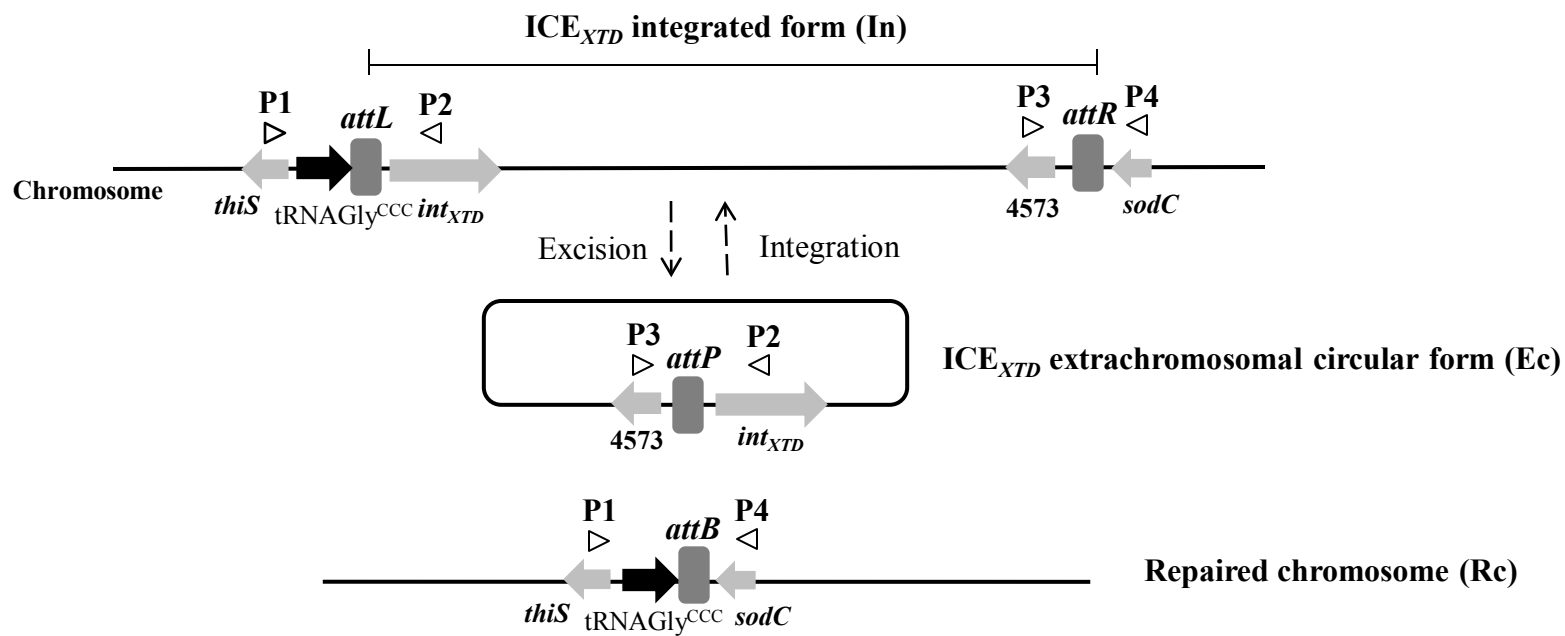 ICEXTD integrated form (In)
P1 attL P2 P3 attR P4
Chromosome
thiS tRNAGlyCCC intXTD 4573 sodC
Excision Integration
P3 attP P2
ICEXTD extrachromosomal circular form (Ec)
4573 intXTD
P1 attB P4
Repaired chromosome (Rc)
thiS tRNAGlyCCC sodC